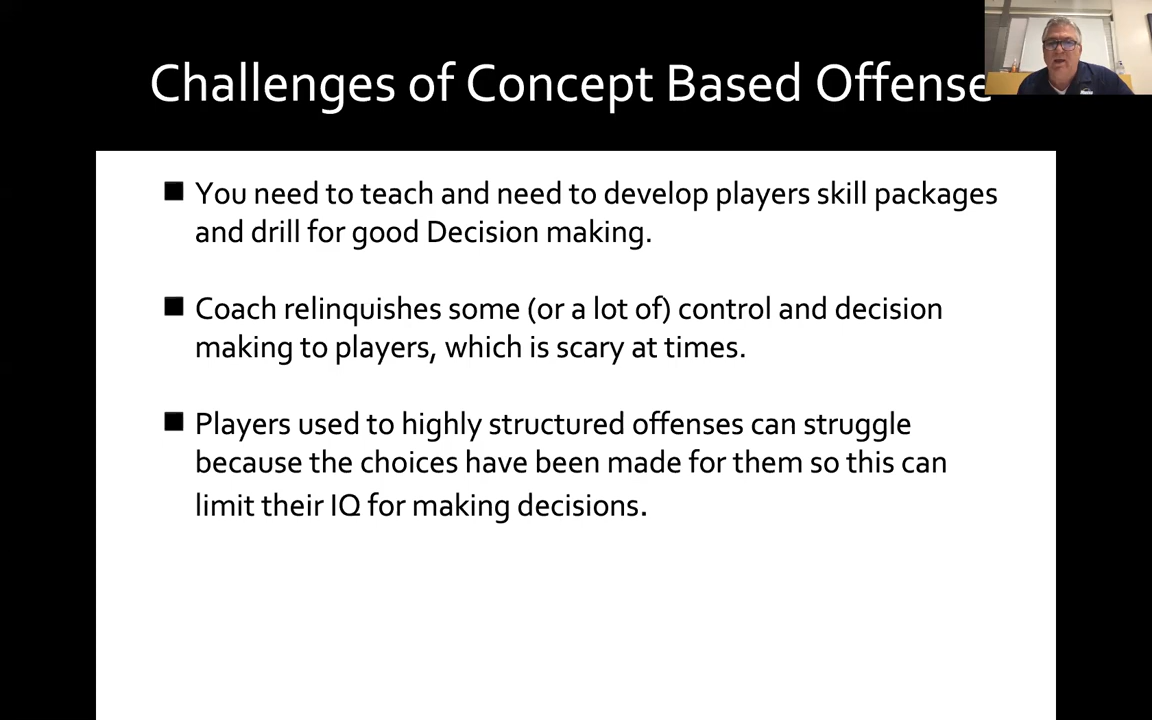 Challenges of Concept Based Offense
You need to teach and need to develop players skill packages
and drill for good Decision making.
Coach relinquishes some (or a lot of) control and decision
making to players, which is scary at times.
Players used to highly structured offenses can struggle
because the choices have been made for them so this can
limit their IQ for making decisions.